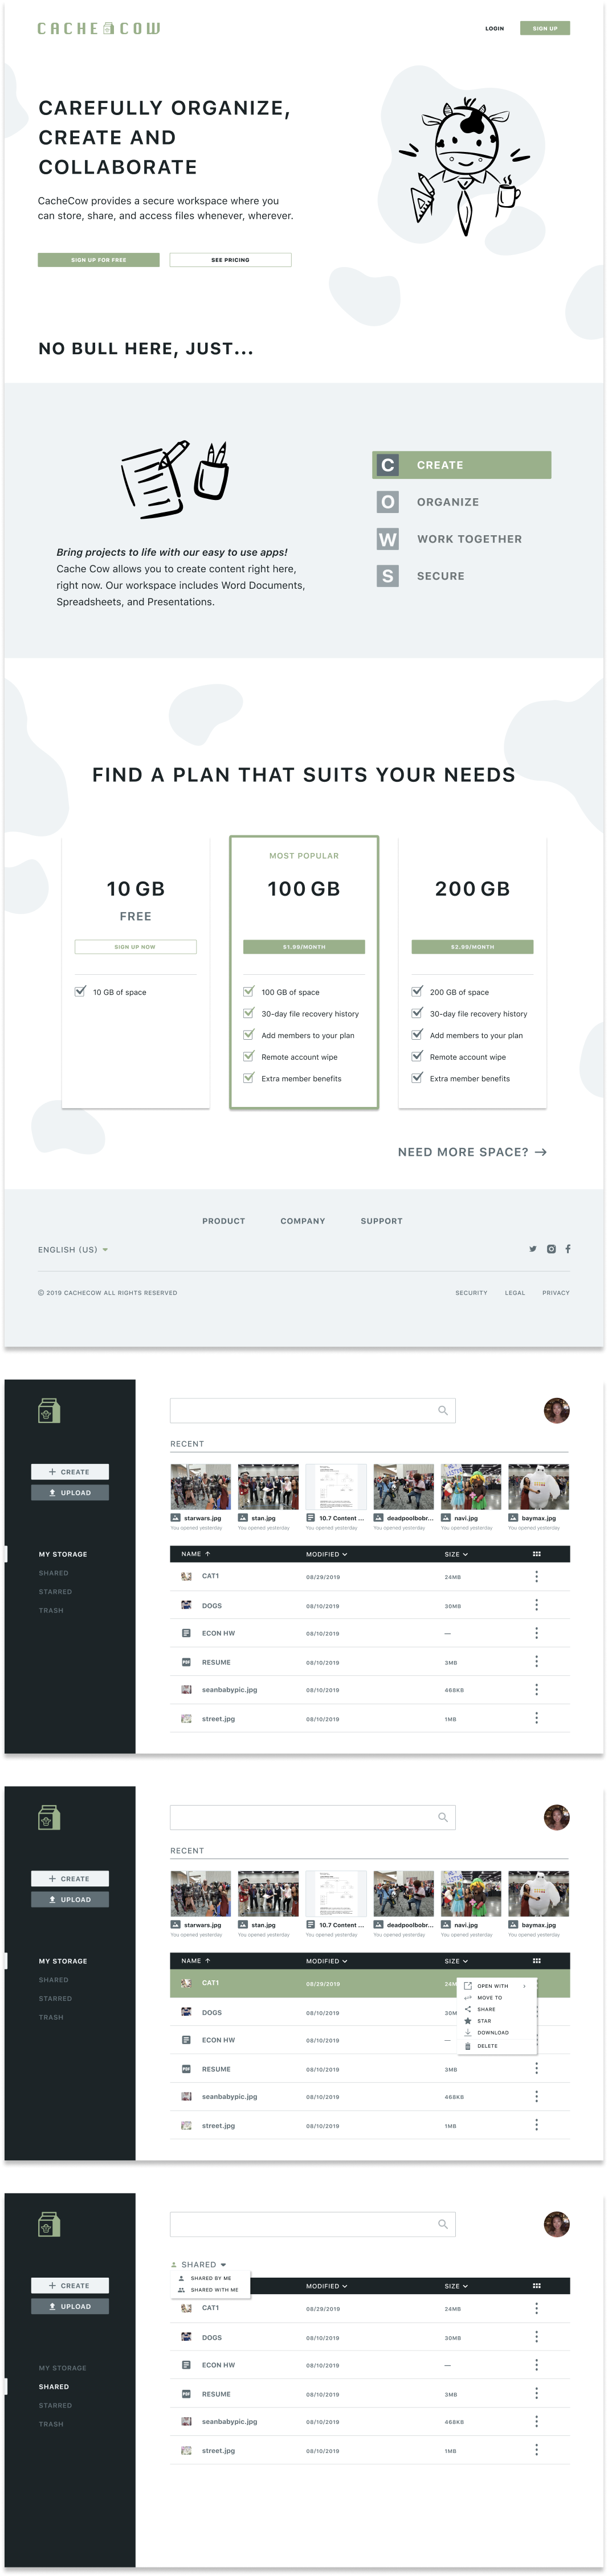 CACHE COW
LOGIN
SIGN UP
CAREFULLY ORGANIZE,
CREATE AND
COLLABORATE
CacheCow provides a secure workspace where you
can store, share, and access files whenever, wherever.
SIGN UP FOR FREE
SEE PRICING
NO BULL HERE, JUST...
C CREATE
O ORGANIZE
W WORK TOGETHER
S SECURE
Bring projects to life with our easy to use apps!
Cache Cow allows you to create content right here,
right now. Our workspace includes Word Documents,
Spreadsheets, and Presentations.
FIND A PLAN THAT SUITS YOUR NEEDS
10 GB
FREE
SIGN UP NOW
10 GB of space
MOST POPULAR
100 GB
$1.99/MONTH
100 GB of space
30-day file recovery history
Add members to your plan
Remote account wipe
Extra member benefits
200 GB
$2.99/MONTH
200 GB of space
30-day file recovery history
Add members to your plan
Remote account wipe
Extra member benefits
NEED MORE SPACE? →
PRODUCT COMPANY SUPPORT
ENGLISH (US)
© 2019 CACHECOW ALL RIGHTS RESERVED
SECURITY LEGAL PRIVACY
+ CREATE
UPLOAD
MY STORAGE
SHARED
STARRED
TRASH
RECENT
starwars.jpg stan.jpg 10.7 Content ... deadpoolbobr... navi.jpg baymax.jpg
You opened yesterday You opened yesterday You opened yesterday You opened yesterday You opened yesterday You opened yesterday
NAME ↑ MODIFIED SIZE
CAT1 08/29/2019 24MB
DOGS 08/10/2019 30MB
ECON HW 08/10/2019 —
PDF RESUME 08/10/2019 3MB
seanbabypic.jpg 08/10/2019 468KB
street.jpg 08/10/2019 1MB
+ CREATE
UPLOAD
MY STORAGE
SHARED
STARRED
TRASH
RECENT
starwars.jpg stan.jpg 10.7 Content ... deadpoolbobr... navi.jpg baymax.jpg
You opened yesterday You opened yesterday You opened yesterday You opened yesterday You opened yesterday You opened yesterday
NAME ↑ MODIFIED SIZE
CAT1 08/29/2019 24M
DOGS 08/10/2019 30M
ECON HW 08/10/2019 —
PDF RESUME 08/10/2019 3MB
seanbabypic.jpg 08/10/2019 468KB
street.jpg 08/10/2019 1MB
OPEN WITH ›
MOVE TO
SHARE
STAR
DOWNLOAD
DELETE
+ CREATE
UPLOAD
MY STORAGE
SHARED
STARRED
TRASH
SHARED
SHARED BY ME
SHARED WITH ME
MODIFIED SIZE
CAT1 08/29/2019 24MB
DOGS 08/10/2019 30MB
ECON HW 08/10/2019 —
PDF RESUME 08/10/2019 3MB
seanbabypic.jpg 08/10/2019 468KB
street.jpg 08/10/2019 1MB